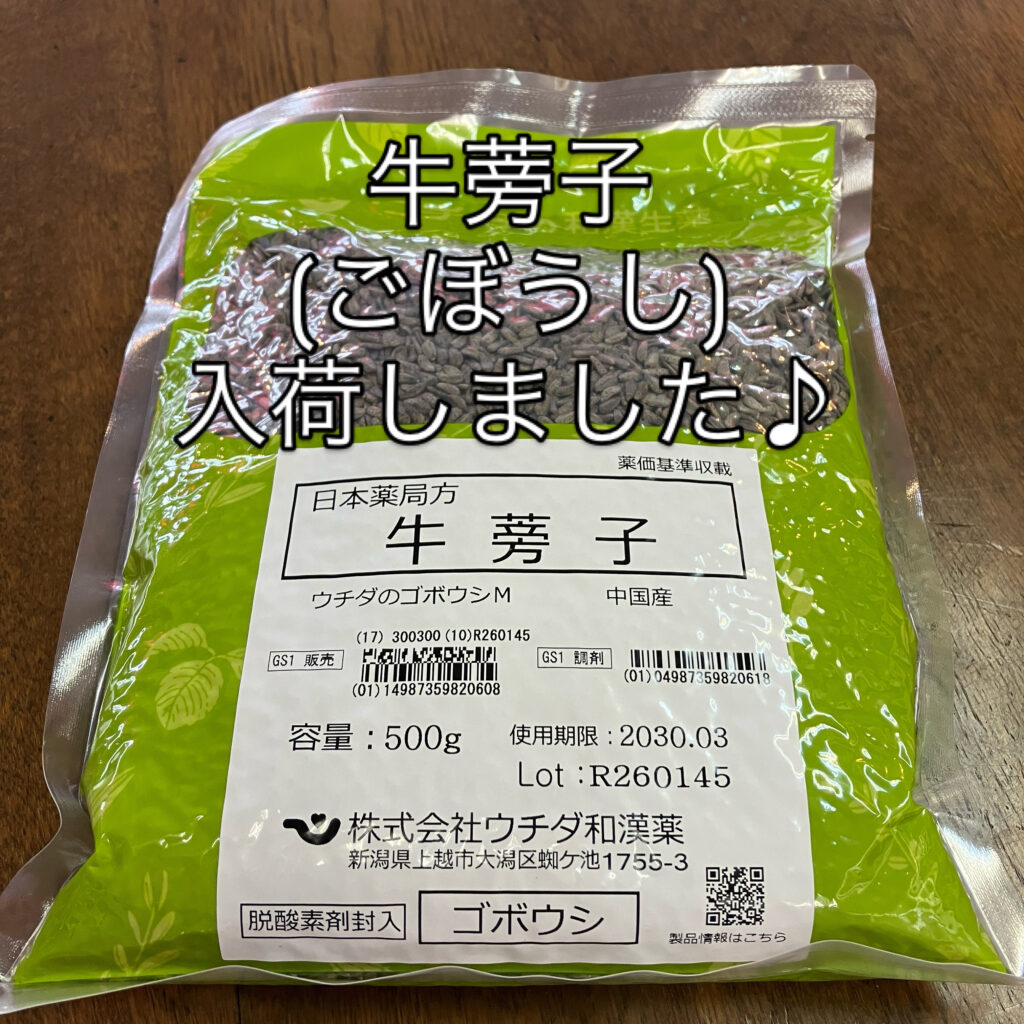 牛蒡子
(ごぼうし)
入荷しました♪
和漢生薬
薬価基準収載
日本薬局方
牛蒡子
ウチダのゴボウシM 中国産
(17) 300300 (10)R260145
GS1 販売
(01)14987359820608
GS1 調剤
(01)04987359820618
容量：500g 使用期限：2030.03
Lot：R260145
株式会社ウチダ和漢薬
新潟県上越市大潟区蜘ケ池1755-3
脱酸素剤封入
ゴボウシ
製品情報はこちら